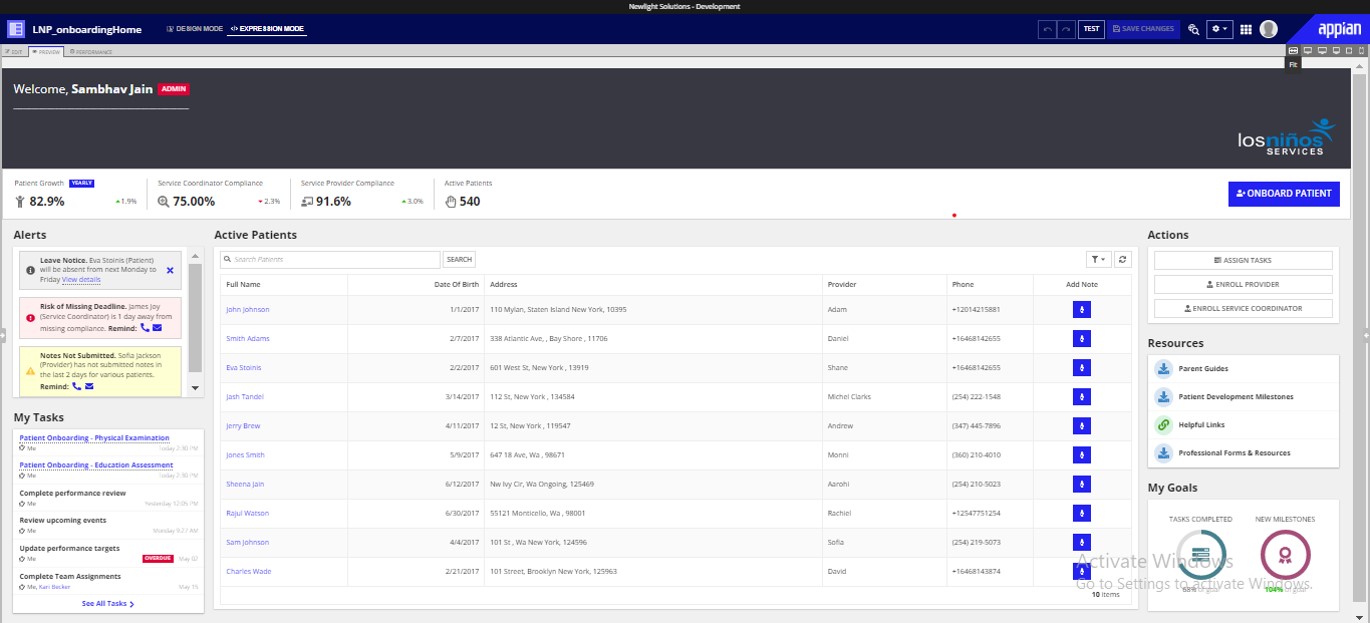 Newlight Solutions - Development
LNP_onboardingHome
DESIGN MODE
EXPRESSION MODE
TEST
SAVE CHANGES
appian
EDIT
PREVIEW
PERFORMANCE
Fit
Welcome, Sambhav Jain ADMIN
losniños
SERVICES
Patient Growth YEARLY
82.9%
1.9%
Service Coordinator Compliance
75.00%
2.3%
Service Provider Compliance
91.6%
3.0%
Active Patients
540
ONBOARD PATIENT
Alerts
Leave Notice. Eva Stoinis (Patient)
will be absent from next Monday to
Friday View details
Risk of Missing Deadline. James Joy
(Service Coordinator) is 1 day away from
missing compliance. Remind:
Notes Not Submitted. Sofia Jackson
(Provider) has not submitted notes in
the last 2 days for various patients.
Remind:
My Tasks
Patient Onboarding - Physical Examination
Me Today 2:30 PM
Patient Onboarding - Education Assessment
Me Today 2:30 PM
Complete performance review
Me Yesterday 12:05 PM
Review upcoming events
Me Monday 9:27 AM
Update performance targets
Me OVERDUE May 02
Complete Team Assignments
Me, Kari Becker May 15
See All Tasks
Active Patients
Search Patients SEARCH
Full Name Date Of Birth Address Provider Phone Add Note
John Johnson 1/1/2017 110 Mylan, Staten Island New York, 10395 Adam +12014215881
Smith Adams 2/7/2017 338 Atlantic Ave, , Bay Shore , 11706 Daniel +16468142655
Eva Stoinis 2/2/2017 601 West St, New York , 13919 Shane +16468142655
Jash Tandel 3/14/2017 112 St, New York , 134584 Michel Clarks (254) 222-1548
Jerry Brew 4/11/2017 12 St, New York , 119547 Andrew (347) 445-7896
Jones Smith 5/9/2017 647 18 Ave, Wa , 98671 Monni (360) 210-4010
Sheena Jain 6/12/2017 Nw Ivy Cir, Wa Ongoing, 125469 Aarohi (254) 210-5023
Rajul Watson 6/30/2017 55121 Monticello, Wa , 98001 Rachiel +12547751254
Sam Johnson 4/4/2017 101 St , Wa New York, 124596 Sofia (254) 219-5073
Charles Wade 2/21/2017 101 Street, Brooklyn New York, 125963 David +16468143874
10 items
Actions
ASSIGN TASKS
ENROLL PROVIDER
ENROLL SERVICE COORDINATOR
Resources
Parent Guides
Patient Development Milestones
Helpful Links
Professional Forms & Resources
My Goals
TASKS COMPLETED
NEW MILESTONES
68% of goal
104% of goal
Activate Windows
Go to Settings to activate Windows.